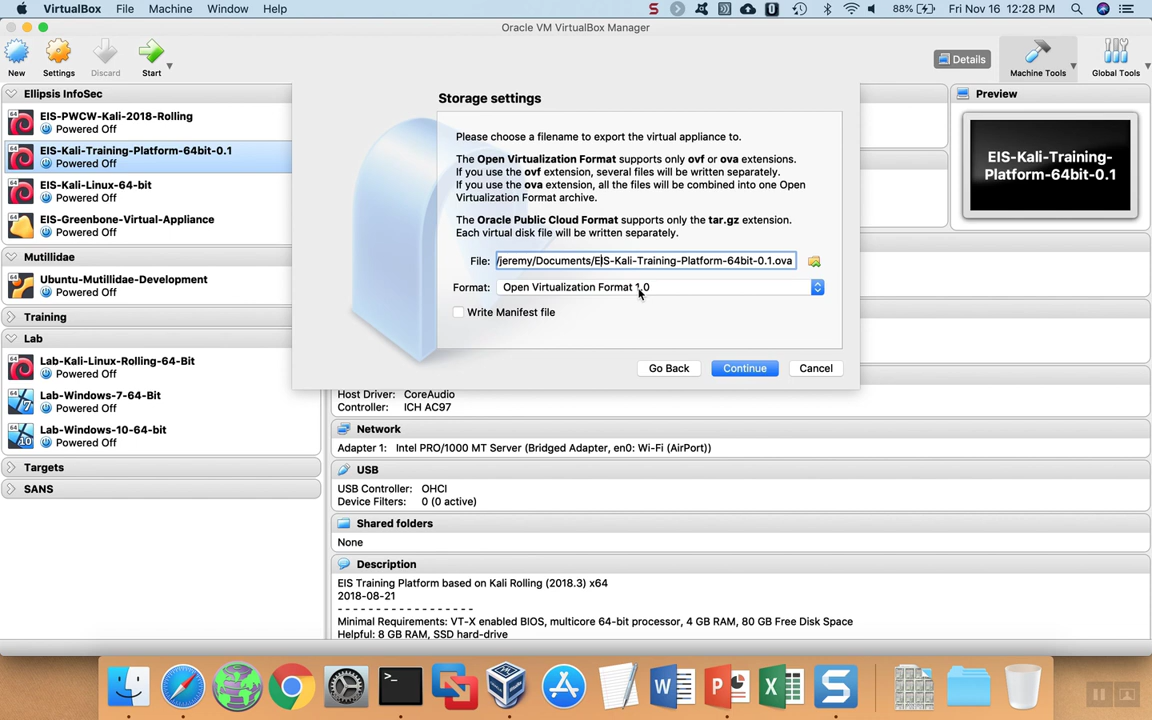 VirtualBox File Machine Window Help
88% Fri Nov 16 12:28 PM
Oracle VM VirtualBox Manager
New Settings Discard Start Details Machine Tools Global Tools
Ellipsis InfoSec
EIS-PWCW-Kali-2018-Rolling
Powered Off
EIS-Kali-Training-Platform-64bit-0.1
Powered Off
EIS-Kali-Linux-64-bit
Powered Off
EIS-Greenbone-Virtual-Appliance
Powered Off
Mutillidae
Ubuntu-Mutillidae-Development
Powered Off
Training
Lab
Lab-Kali-Linux-Rolling-64-Bit
Powered Off
Lab-Windows-7-64-Bit
Powered Off
Lab-Windows-10-64-bit
Powered Off
Targets
SANS
Storage settings
Please choose a filename to export the virtual appliance to.
The Open Virtualization Format supports only ovf or ova extensions.
If you use the ovf extension, several files will be written separately.
If you use the ova extension, all the files will be combined into one Open
Virtualization Format archive.
The Oracle Public Cloud Format supports only the tar.gz extension.
Each virtual disk file will be written separately.
File: /jeremy/Documents/EIS-Kali-Training-Platform-64bit-0.1.ova
Format: Open Virtualization Format 1.0
Write Manifest file
Go Back Continue Cancel
Preview
EIS-Kali-Training-
Platform-64bit-0.1
Host Driver: CoreAudio
Controller: ICH AC97
Network
Adapter 1: Intel PRO/1000 MT Server (Bridged Adapter, en0: Wi-Fi (AirPort))
USB
USB Controller: OHCI
Device Filters: 0 (0 active)
Shared folders
None
Description
EIS Training Platform based on Kali Rolling (2018.3) x64
2018-08-21
- - - - - - - - - - - - - - - - - -
Minimal Requirements: VT-X enabled BIOS, multicore 64-bit processor, 4 GB RAM, 80 GB Free Disk Space
Helpful: 8 GB RAM, SSD hard-drive